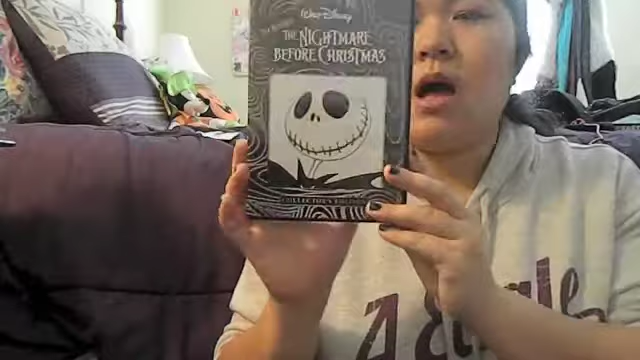 Walt Disney
THE NIGHTMARE
BEFORE CHRISTMAS
COLLECTOR'S EDITION